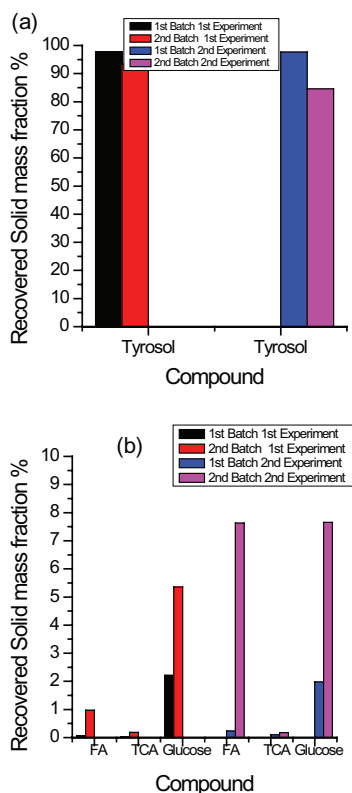 (a)
1st Batch 1st Experiment
2nd Batch 1st Experiment
1st Batch 2nd Experiment
2nd Batch 2nd Experiment
Recovered Solid mass fraction %
100
90
80
70
60
50
40
30
20
10
0
Tyrosol Tyrosol
Compound
(b)
1st Batch 1st Experiment
2nd Batch 1st Experiment
1st Batch 2nd Experiment
2nd Batch 2nd Experiment
Recovered Solid mass fraction %
10
9
8
7
6
5
4
3
2
1
0
FA TCA Glucose FA TCA Glucose
Compound